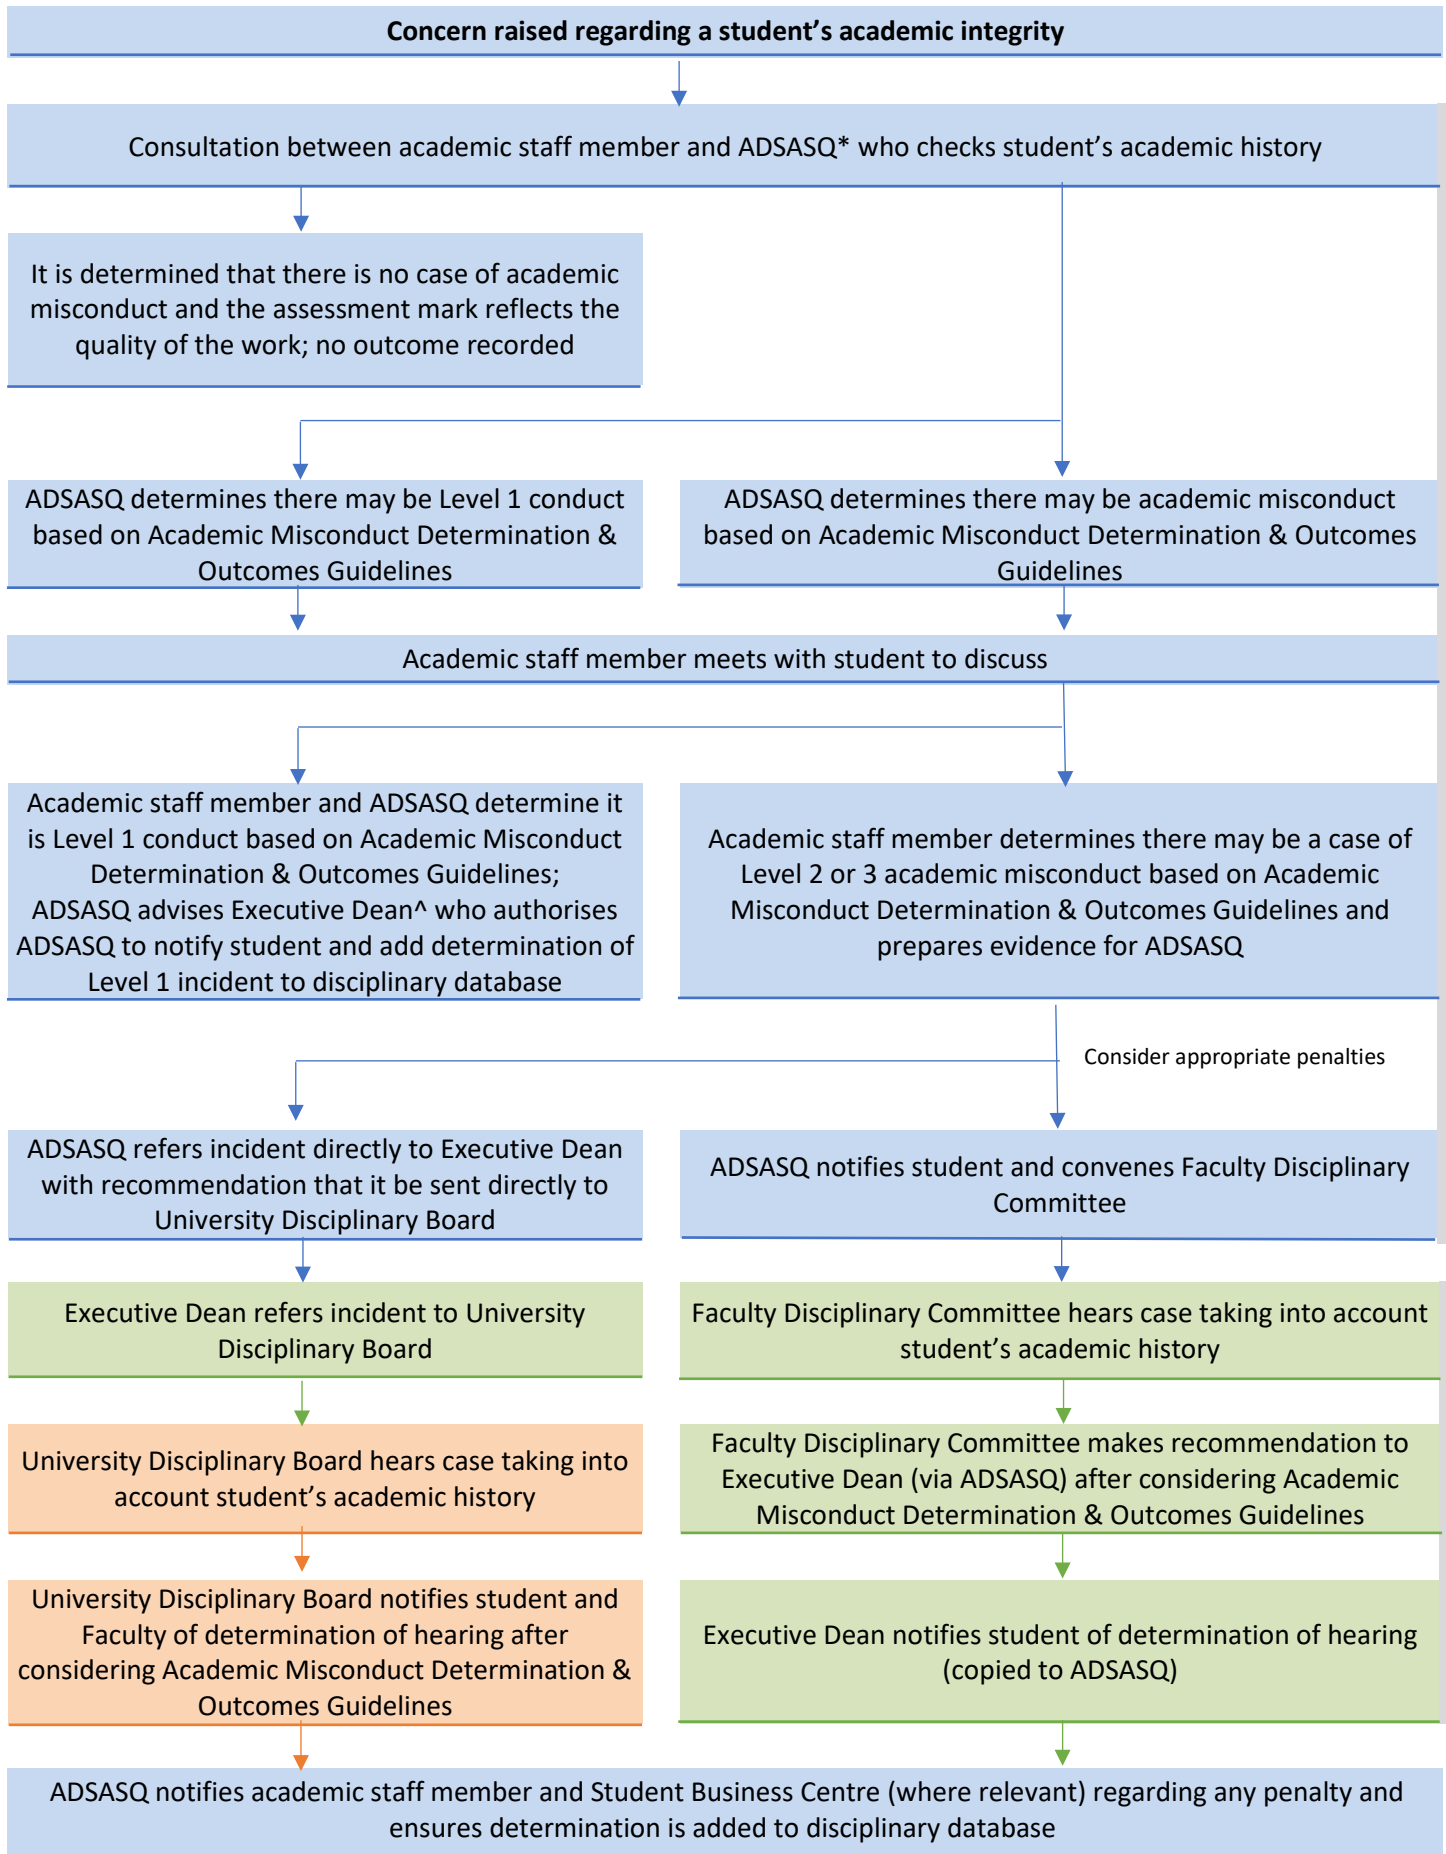 Concern raised regarding a student’s academic integrity
Consultation between academic staff member and ADSASQ* who checks student’s academic history
It is determined that there is no case of academic
misconduct and the assessment mark reflects the
quality of the work; no outcome recorded
ADSASQ determines there may be Level 1 conduct
based on Academic Misconduct Determination &
Outcomes Guidelines
ADSASQ determines there may be academic misconduct
based on Academic Misconduct Determination & Outcomes
Guidelines
Academic staff member meets with student to discuss
Academic staff member and ADSASQ determine it
is Level 1 conduct based on Academic Misconduct
Determination & Outcomes Guidelines;
ADSASQ advises Executive Dean^ who authorises
ADSASQ to notify student and add determination of
Level 1 incident to disciplinary database
Academic staff member determines there may be a case of
Level 2 or 3 academic misconduct based on Academic
Misconduct Determination & Outcomes Guidelines and
prepares evidence for ADSASQ
Consider appropriate penalties
ADSASQ refers incident directly to Executive Dean
with recommendation that it be sent directly to
University Disciplinary Board
ADSASQ notifies student and convenes Faculty Disciplinary
Committee
Executive Dean refers incident to University
Disciplinary Board
Faculty Disciplinary Committee hears case taking into account
student’s academic history
University Disciplinary Board hears case taking into
account student’s academic history
Faculty Disciplinary Committee makes recommendation to
Executive Dean (via ADSASQ) after considering Academic
Misconduct Determination & Outcomes Guidelines
University Disciplinary Board notifies student and
Faculty of determination of hearing after
considering Academic Misconduct Determination &
Outcomes Guidelines
Executive Dean notifies student of determination of hearing
(copied to ADSASQ)
ADSASQ notifies academic staff member and Student Business Centre (where relevant) regarding any penalty and
ensures determination is added to disciplinary database